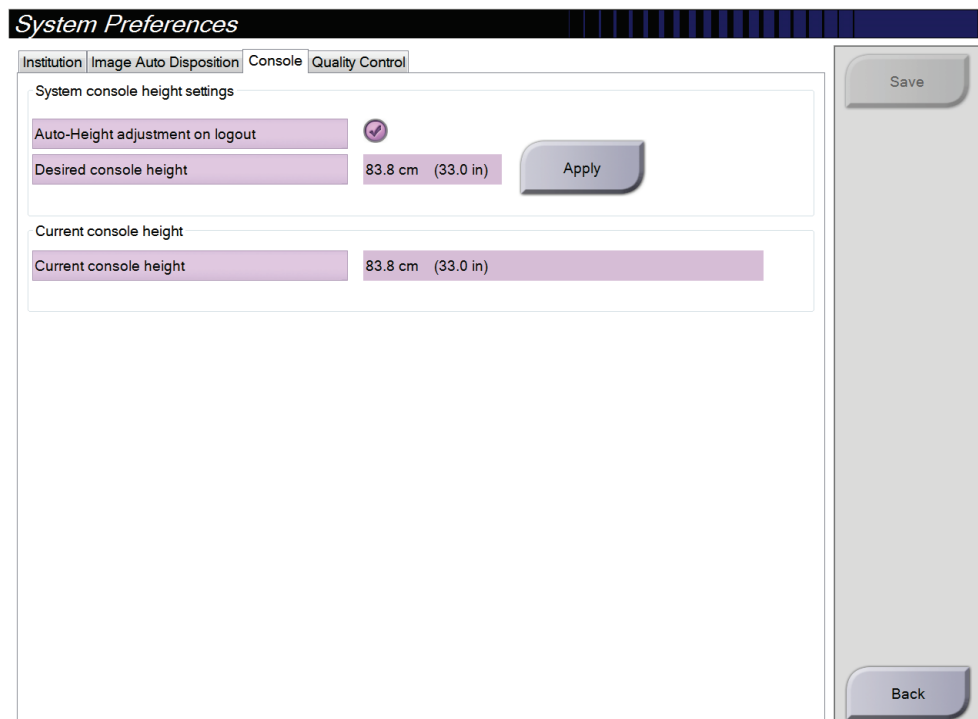 System Preferences
Institution Image Auto Disposition Console Quality Control
Save
System console height settings
Auto-Height adjustment on logout
Desired console height 83.8 cm (33.0 in) Apply
Current console height
Current console height 83.8 cm (33.0 in)
Back